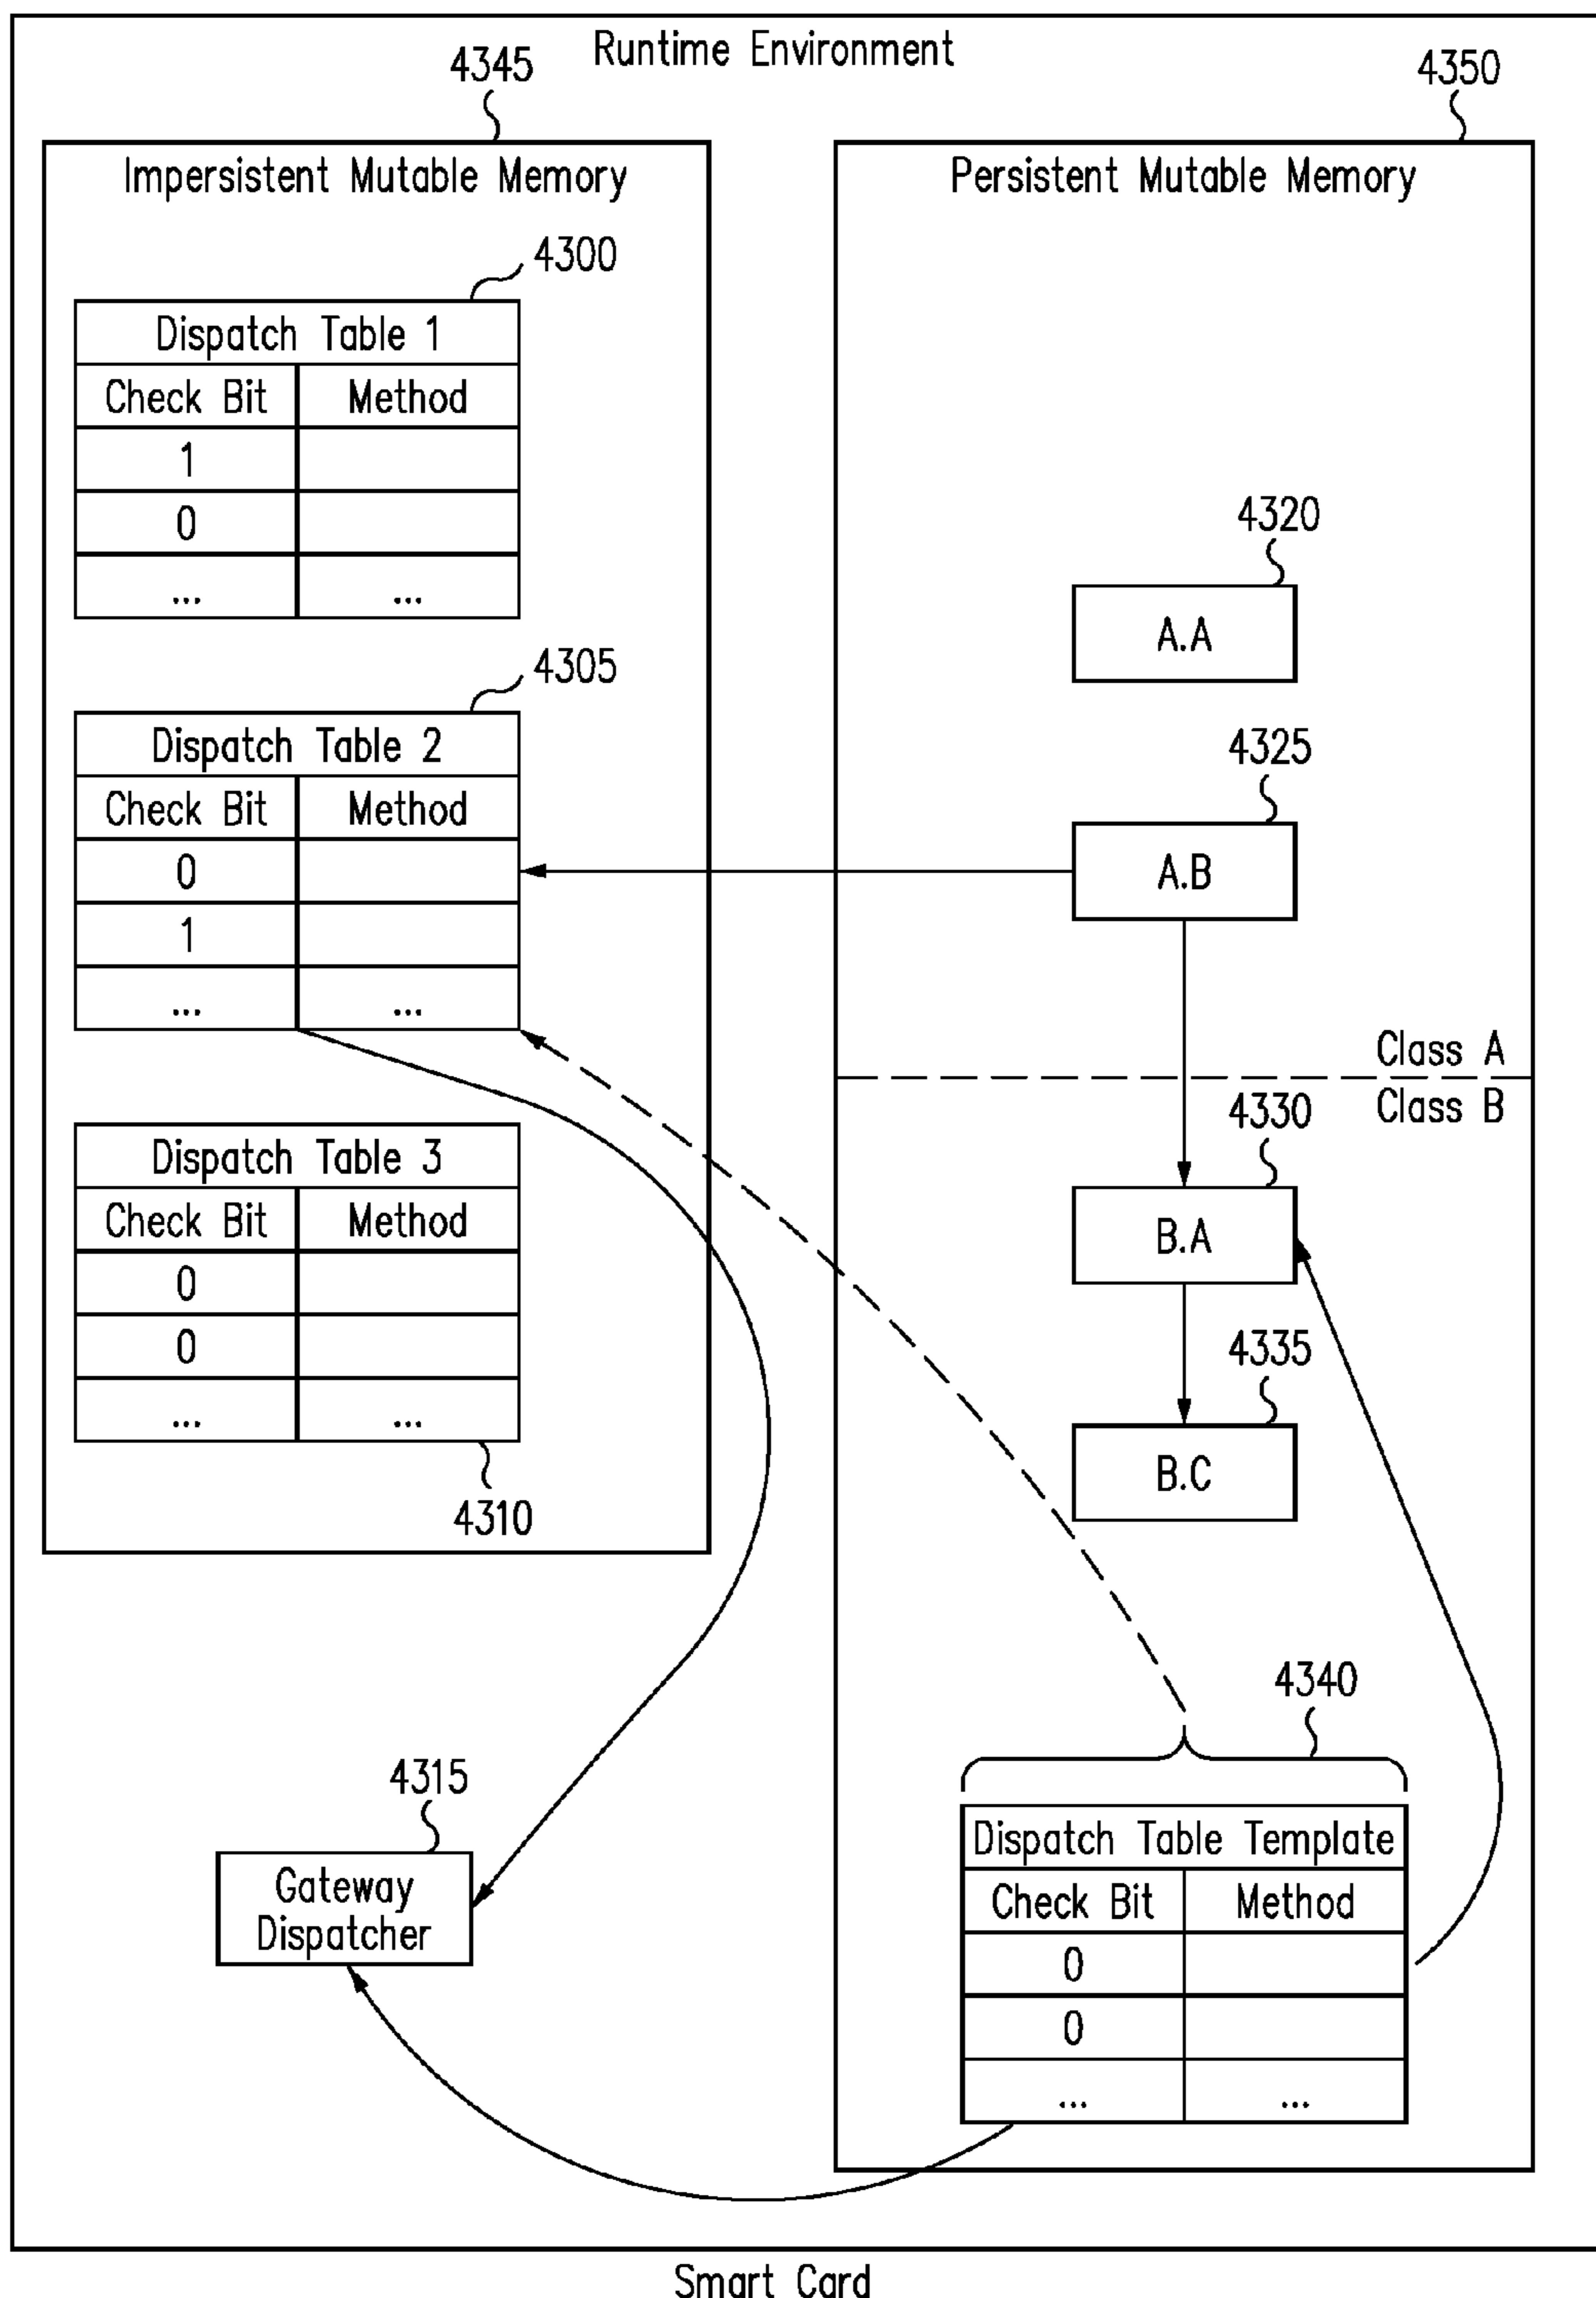 Runtime Environment
4345
4350
Impersistent Mutable Memory
Persistent Mutable Memory
4300
Dispatch Table 1
Check Bit Method
1
0
... ...
4320
A.A
4305
Dispatch Table 2
Check Bit Method
0
1
... ...
4325
A.B
Class A
Class B
4330
B.A
Dispatch Table 3
Check Bit Method
0
0
... ...
4310
4335
B.C
4340
4315
Gateway
Dispatcher
Dispatch Table Template
Check Bit Method
0
0
... ...
Smart Card